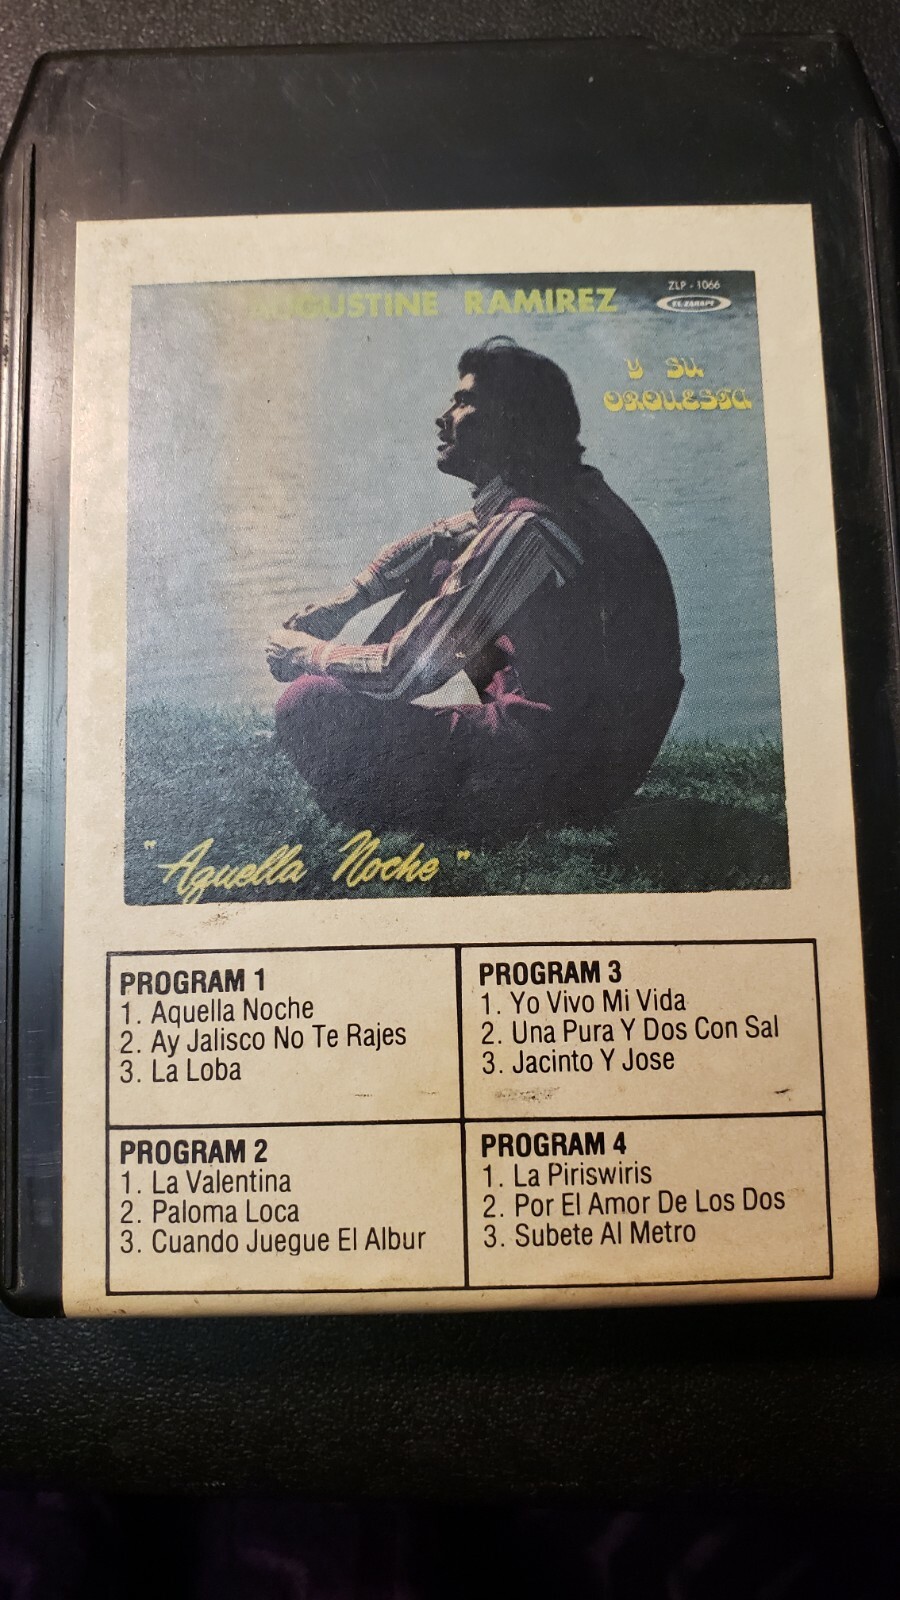 AUGUSTINE RAMIREZ
ZLP - 1066
EL ZARAPE
Y SU
ORQUESTA
"Aquella Noche"
PROGRAM 1
1. Aquella Noche
2. Ay Jalisco No Te Rajes
3. La Loba
PROGRAM 2
1. La Valentina
2. Paloma Loca
3. Cuando Juegue El Albur
PROGRAM 3
1. Yo Vivo Mi Vida
2. Una Pura Y Dos Con Sal
3. Jacinto Y Jose
PROGRAM 4
1. La Piriswiris
2. Por El Amor De Los Dos
3. Subete Al Metro